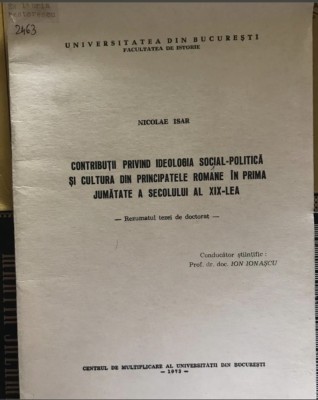 2463
UNIVERSITATEA DIN BUCUREȘTI
FACULTATEA DE ISTORIE
NICOLAE ISAR
CONTRIBUȚII PRIVIND IDEOLOGIA SOCIAL-POLITICĂ
ȘI CULTURA DIN PRINCIPATELE ROMÂNE ÎN PRIMA
JUMĂTATE A SECOLULUI AL XIX-LEA
— Rezumatul tezei de doctorat —
Conducător științific :
Prof. dr. doc. ION IONAȘCU
CENTRUL DE MULTIPLICARE AL UNIVERSITĂȚII DIN BUCUREȘTI
— 1972 —